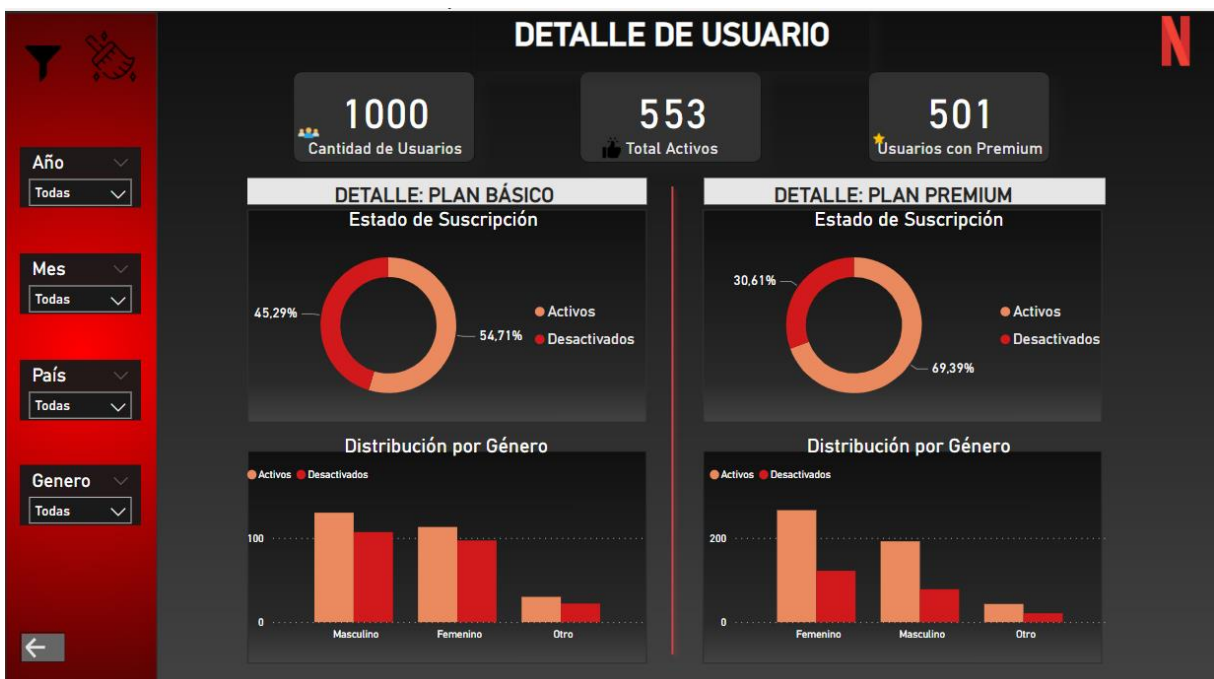 DETALLE DE USUARIO
N
1000
Cantidad de Usuarios
553
Total Activos
501
Usuarios con Premium
Año
Todas
Mes
Todas
País
Todas
Genero
Todas
DETALLE: PLAN BÁSICO
Estado de Suscripción
45,29%
54,71%
Activos
Desactivados
Distribución por Género
Activos Desactivados
100
0
Masculino Femenino Otro
DETALLE: PLAN PREMIUM
Estado de Suscripción
30,61%
69,39%
Activos
Desactivados
Distribución por Género
Activos Desactivados
200
0
Femenino Masculino Otro